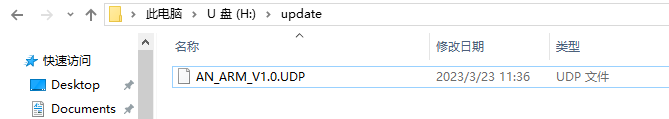 此电脑 > U 盘 (H:) > update
名称 修改日期 类型
快速访问
AN_ARM_V1.0.UDP 2023/3/23 11:36 UDP 文件
Desktop
Documents